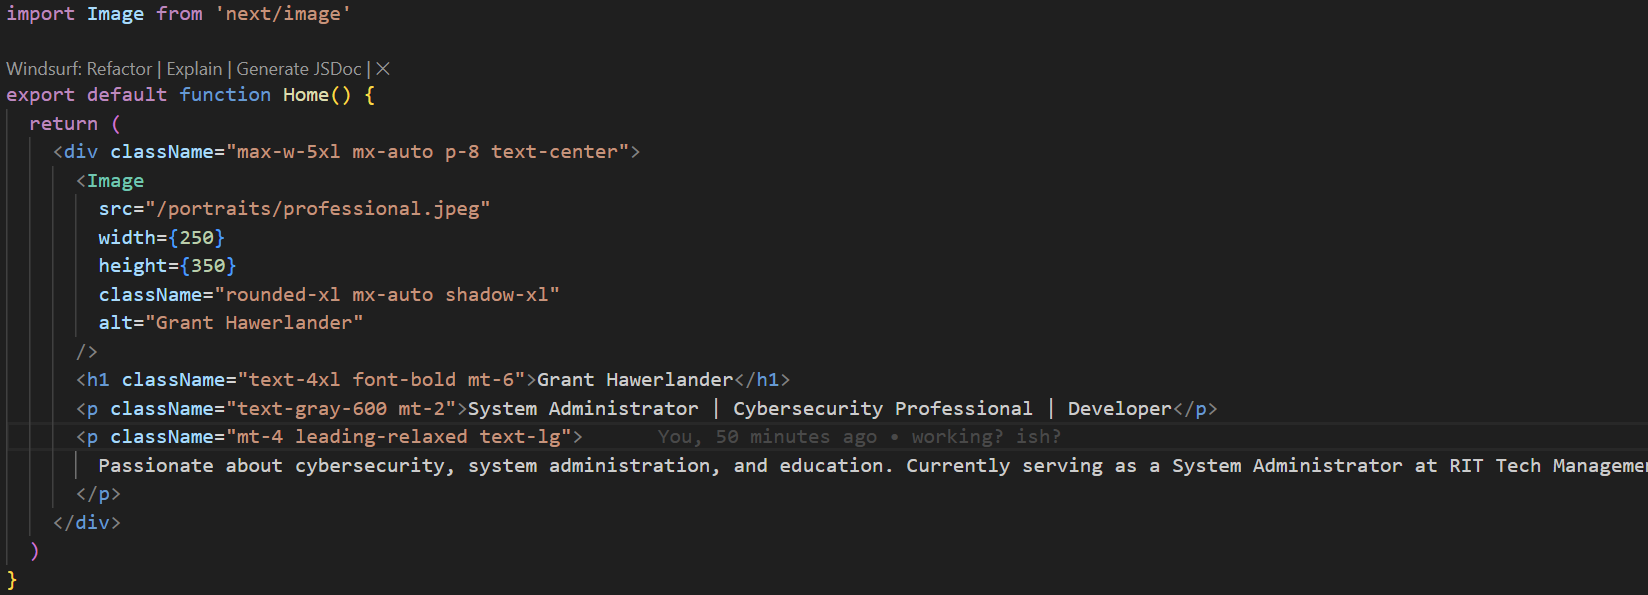 import Image from 'next/image'
Windsurf: Refactor | Explain | Generate JSDoc | ✕
export default function Home() {
return (
<div className="max-w-5xl mx-auto p-8 text-center">
<Image
src="/portraits/professional.jpeg"
width={250}
height={350}
className="rounded-xl mx-auto shadow-xl"
alt="Grant Hawerlander"
/>
<h1 className="text-4xl font-bold mt-6">Grant Hawerlander</h1>
<p className="text-gray-600 mt-2">System Administrator | Cybersecurity Professional | Developer</p>
<p className="mt-4 leading-relaxed text-lg"> You, 50 minutes ago • working? ish?
Passionate about cybersecurity, system administration, and education. Currently serving as a System Administrator at RIT Tech
</p>
</div>
)
}